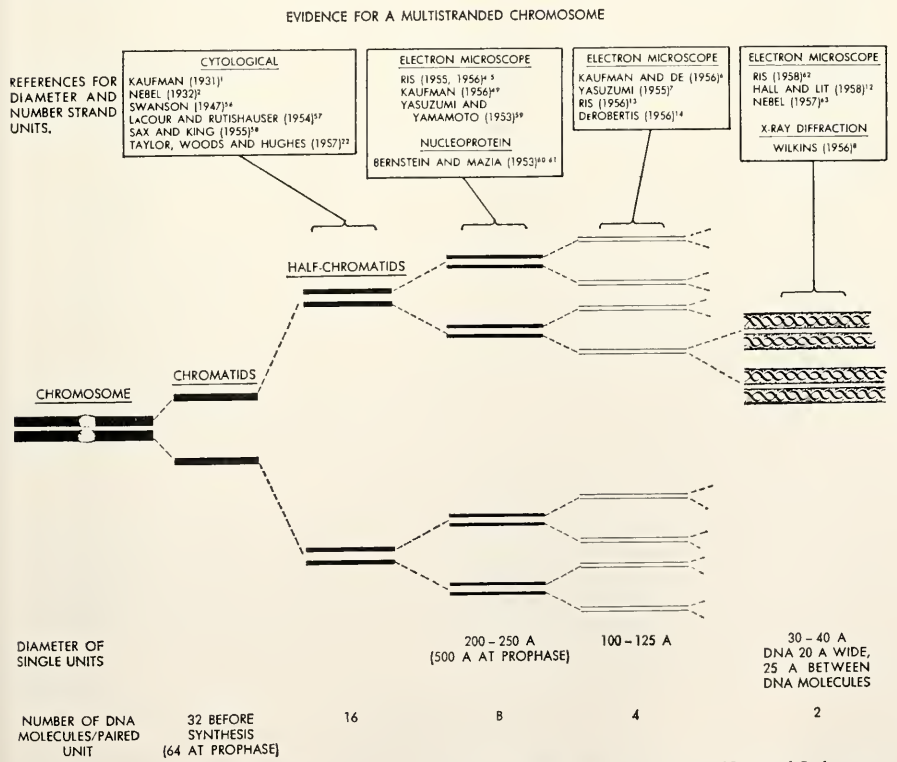 EVIDENCE FOR A MULTISTRANDED CHROMOSOME
REFERENCES FOR
DIAMETER AND
NUMBER STRAND
UNITS.
CYTOLOGICAL
KAUFMAN (1931)¹
NEBEL (1932)²
SWANSON (1947)⁵⁶
LACOUR AND RUTISHAUSER (1954)⁵⁷
SAX AND KING (1955)⁵⁸
TAYLOR, WOODS AND HUGHES (1957)²²
ELECTRON MICROSCOPE
RIS (1955, 1956)⁴ ⁵
KAUFMAN (1956)⁴⁹
YASUZUMI AND
YAMAMOTO (1953)⁵⁹
NUCLEOPROTEIN
BERNSTEIN AND MAZIA (1953)⁶⁰ ⁶¹
ELECTRON MICROSCOPE
KAUFMAN AND DE (1956)⁶
YASUZUMI (1955)⁷
RIS (1956)¹³
DEROBERTIS (1956)¹⁴
ELECTRON MICROSCOPE
RIS (1958)⁶²
HALL AND LIT (1958)¹²
NEBEL (1957)⁶³
X-RAY DIFFRACTION
WILKINS (1956)⁸
HALF-CHROMATIDS
CHROMATIDS
CHROMOSOME
DIAMETER OF
SINGLE UNITS
200 – 250 A
(500 A AT PROPHASE)
100 – 125 A
30 – 40 A
DNA 20 A WIDE,
25 A BETWEEN
DNA MOLECULES
NUMBER OF DNA
MOLECULES/PAIRED
UNIT
32 BEFORE
SYNTHESIS
(64 AT PROPHASE)
16
8
4
2